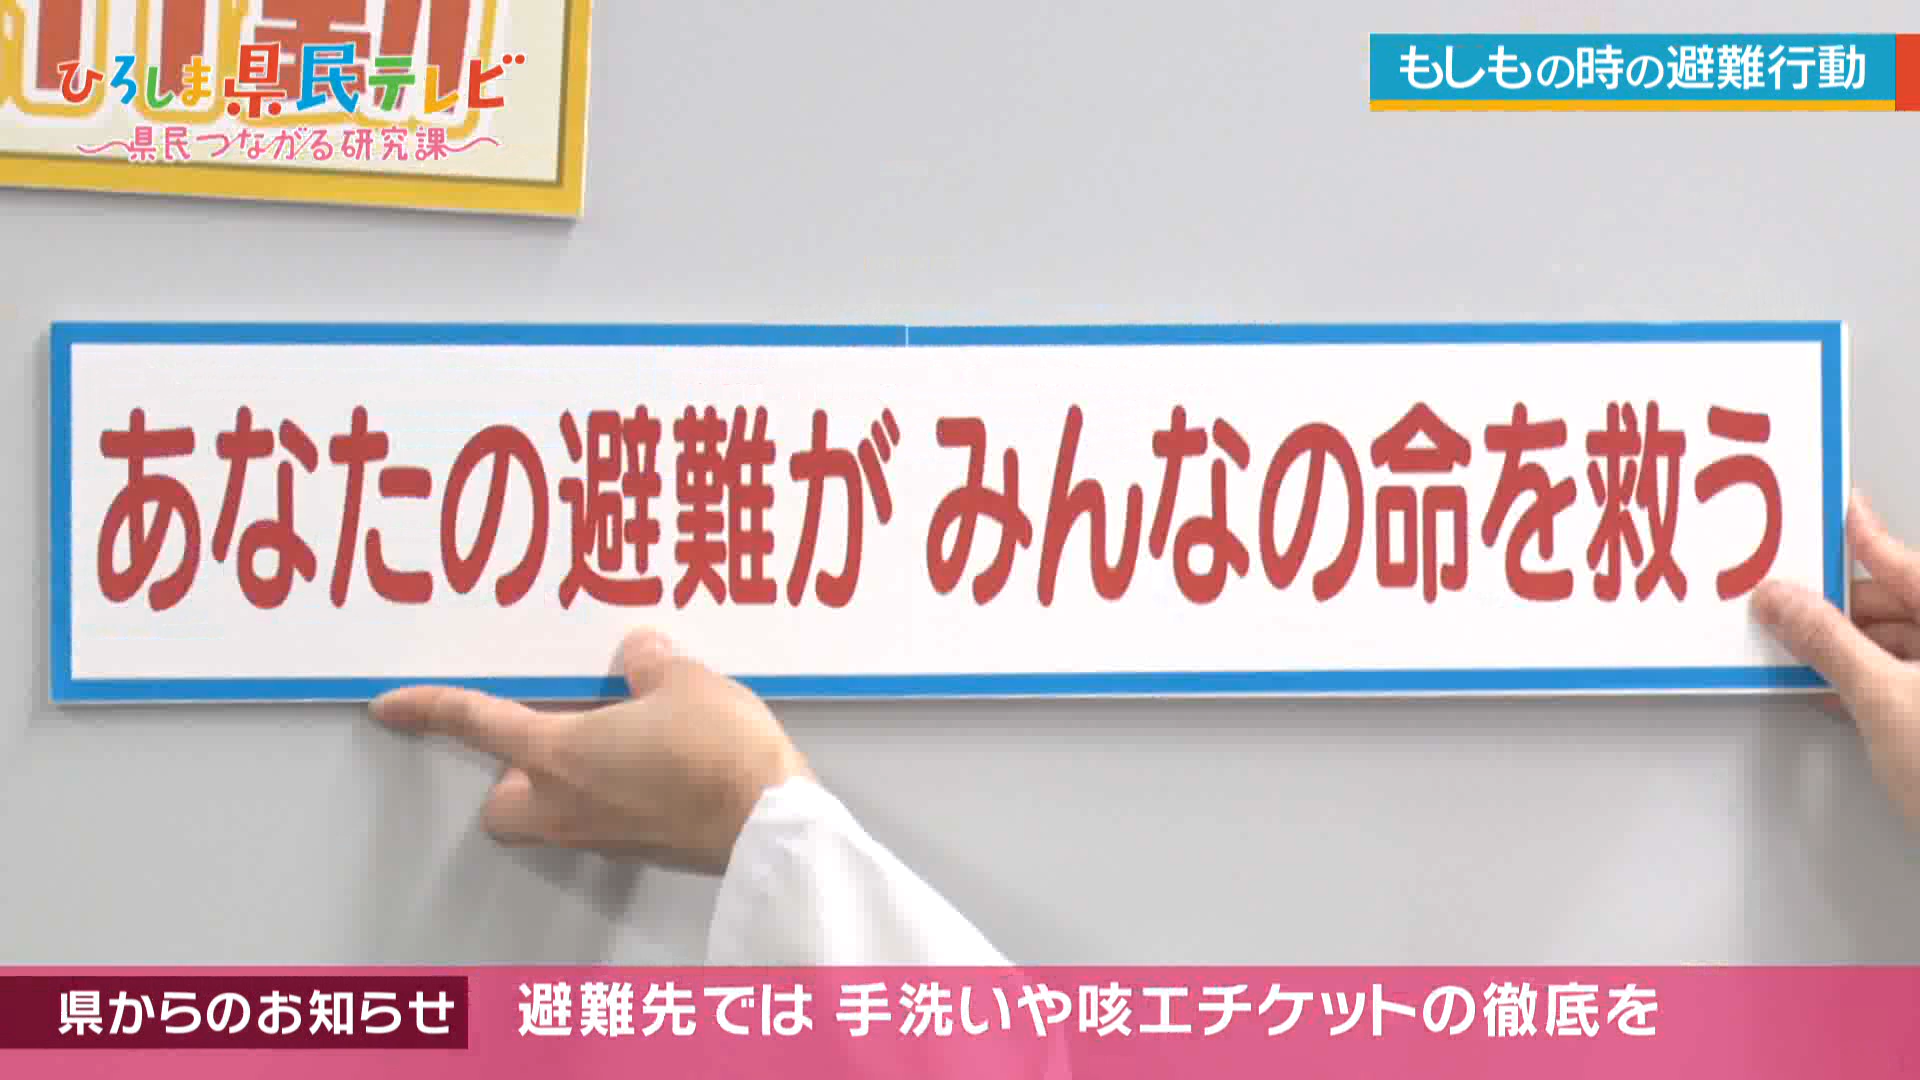 ひろしま県民テレビ
～県民つながる研究課～
もしもの時の避難行動
あなたの避難が みんなの命を救う
県からのお知らせ 避難先では 手洗いや咳エチケットの徹底を